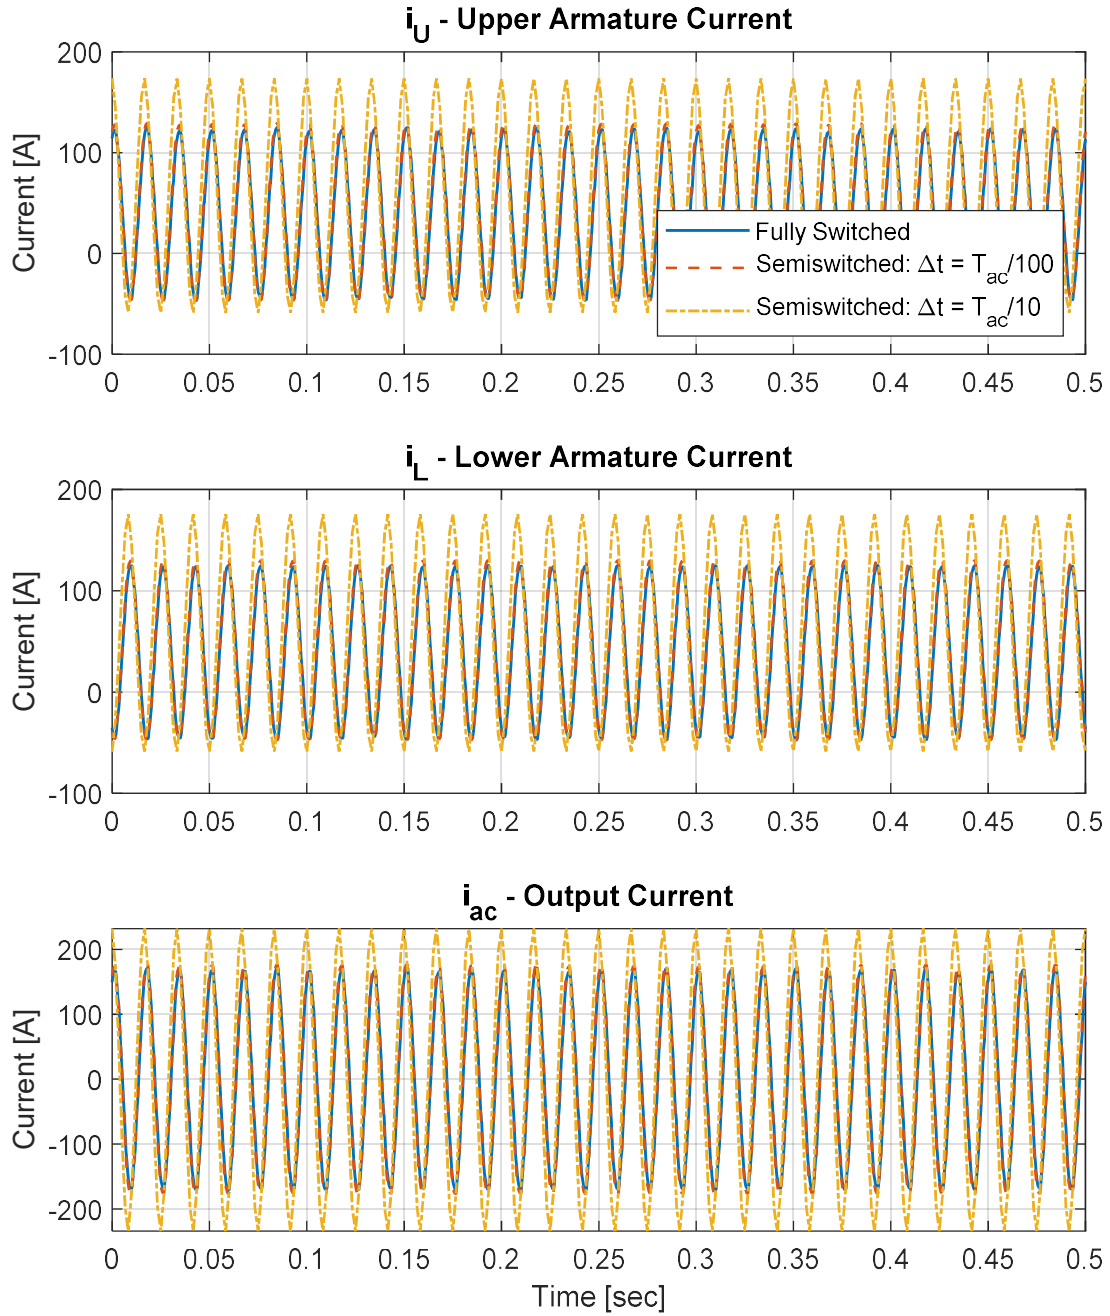 i_U - Upper Armature Current
200
100
0
-100
Current [A]
Fully Switched
Semiswitched: Δt = T_ac/100
Semiswitched: Δt = T_ac/10
0 0.05 0.1 0.15 0.2 0.25 0.3 0.35 0.4 0.45 0.5
i_L - Lower Armature Current
200
100
0
-100
Current [A]
0 0.05 0.1 0.15 0.2 0.25 0.3 0.35 0.4 0.45 0.5
i_ac - Output Current
200
100
0
-100
-200
Current [A]
0 0.05 0.1 0.15 0.2 0.25 0.3 0.35 0.4 0.45 0.5
Time [sec]